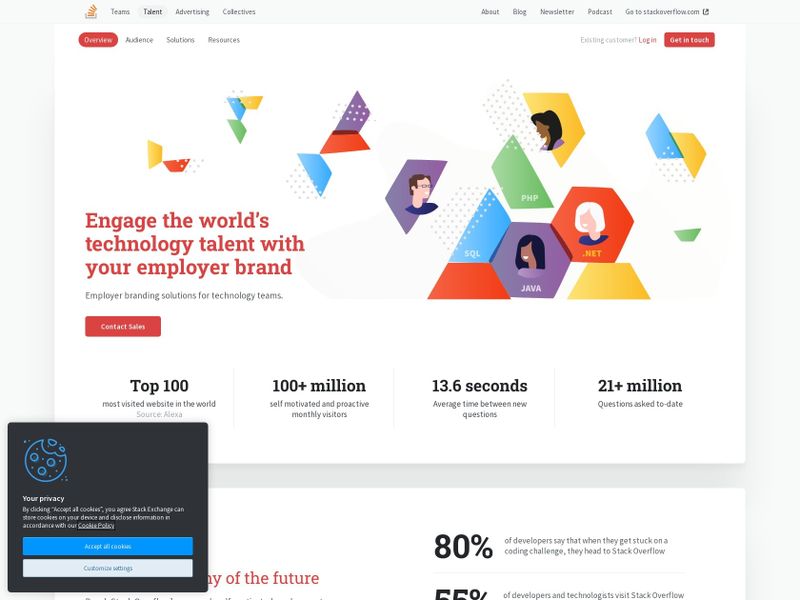 Teams Talent Advertising Collectives About Blog Newsletter Podcast Go to stackoverflow.com
Overview Audience Solutions Resources Existing customer? Log in Get in touch
Engage the world's
technology talent with
your employer brand
Employer branding solutions for technology teams.
Contact Sales
PHP
SQL
.NET
JAVA
Top 100
most visited website in the world
Source: Alexa
100+ million
self motivated and proactive
monthly visitors
13.6 seconds
Average time between new
questions
21+ million
Questions asked to-date
Your privacy
By clicking "Accept all cookies", you agree Stack Exchange can
store cookies on your device and disclose information in
accordance with our Cookie Policy
Accept all cookies
Customize settings
of the future
80%
of developers say that when they get stuck on a
coding challenge, they head to Stack Overflow
55%
of developers and technologists visit Stack Overflow